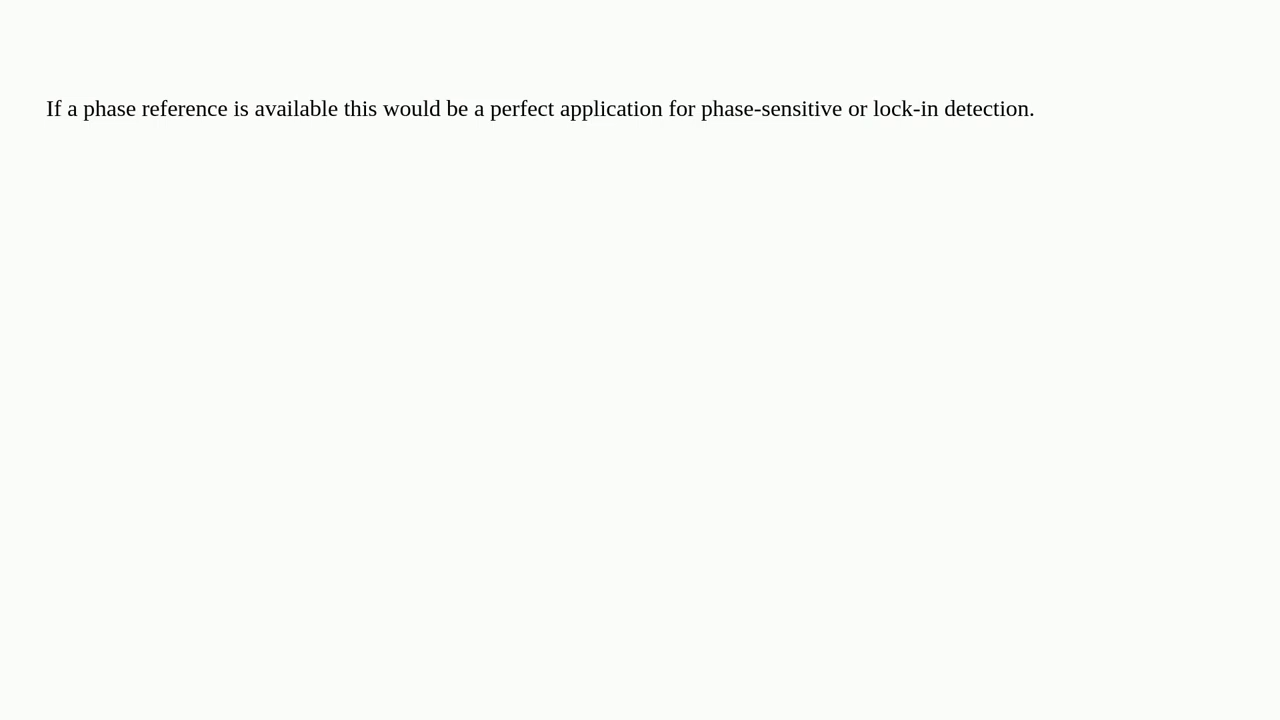 If a phase reference is available this would be a perfect application for phase-sensitive or lock-in detection.